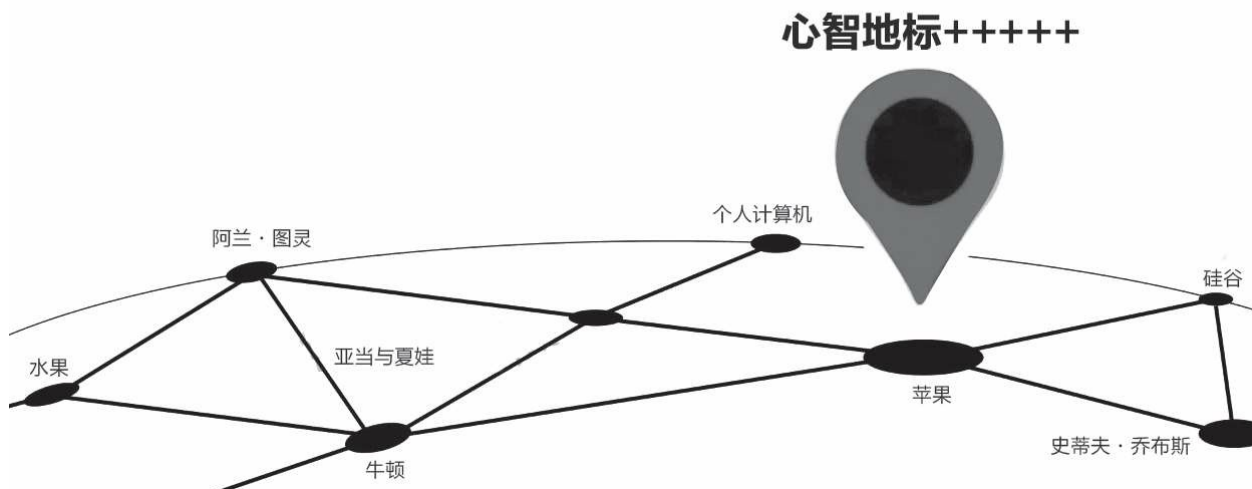 心智地标+++++
个人计算机
阿兰·图灵
硅谷
亚当与夏娃
水果
苹果
史蒂夫·乔布斯
牛顿